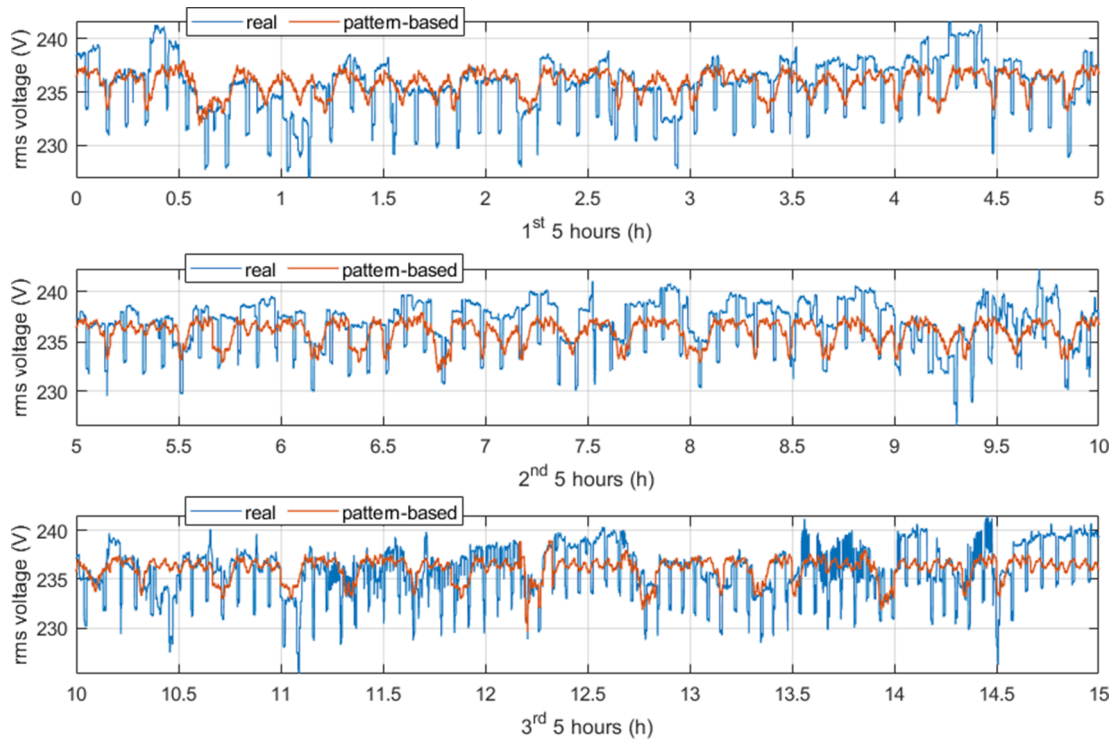 real pattern-based
rms voltage (V)
240
235
230
0 0.5 1 1.5 2 2.5 3 3.5 4 4.5 5
1st 5 hours (h)
real pattern-based
rms voltage (V)
240
235
230
5 5.5 6 6.5 7 7.5 8 8.5 9 9.5 10
2nd 5 hours (h)
real pattern-based
rms voltage (V)
240
235
230
10 10.5 11 11.5 12 12.5 13 13.5 14 14.5 15
3rd 5 hours (h)